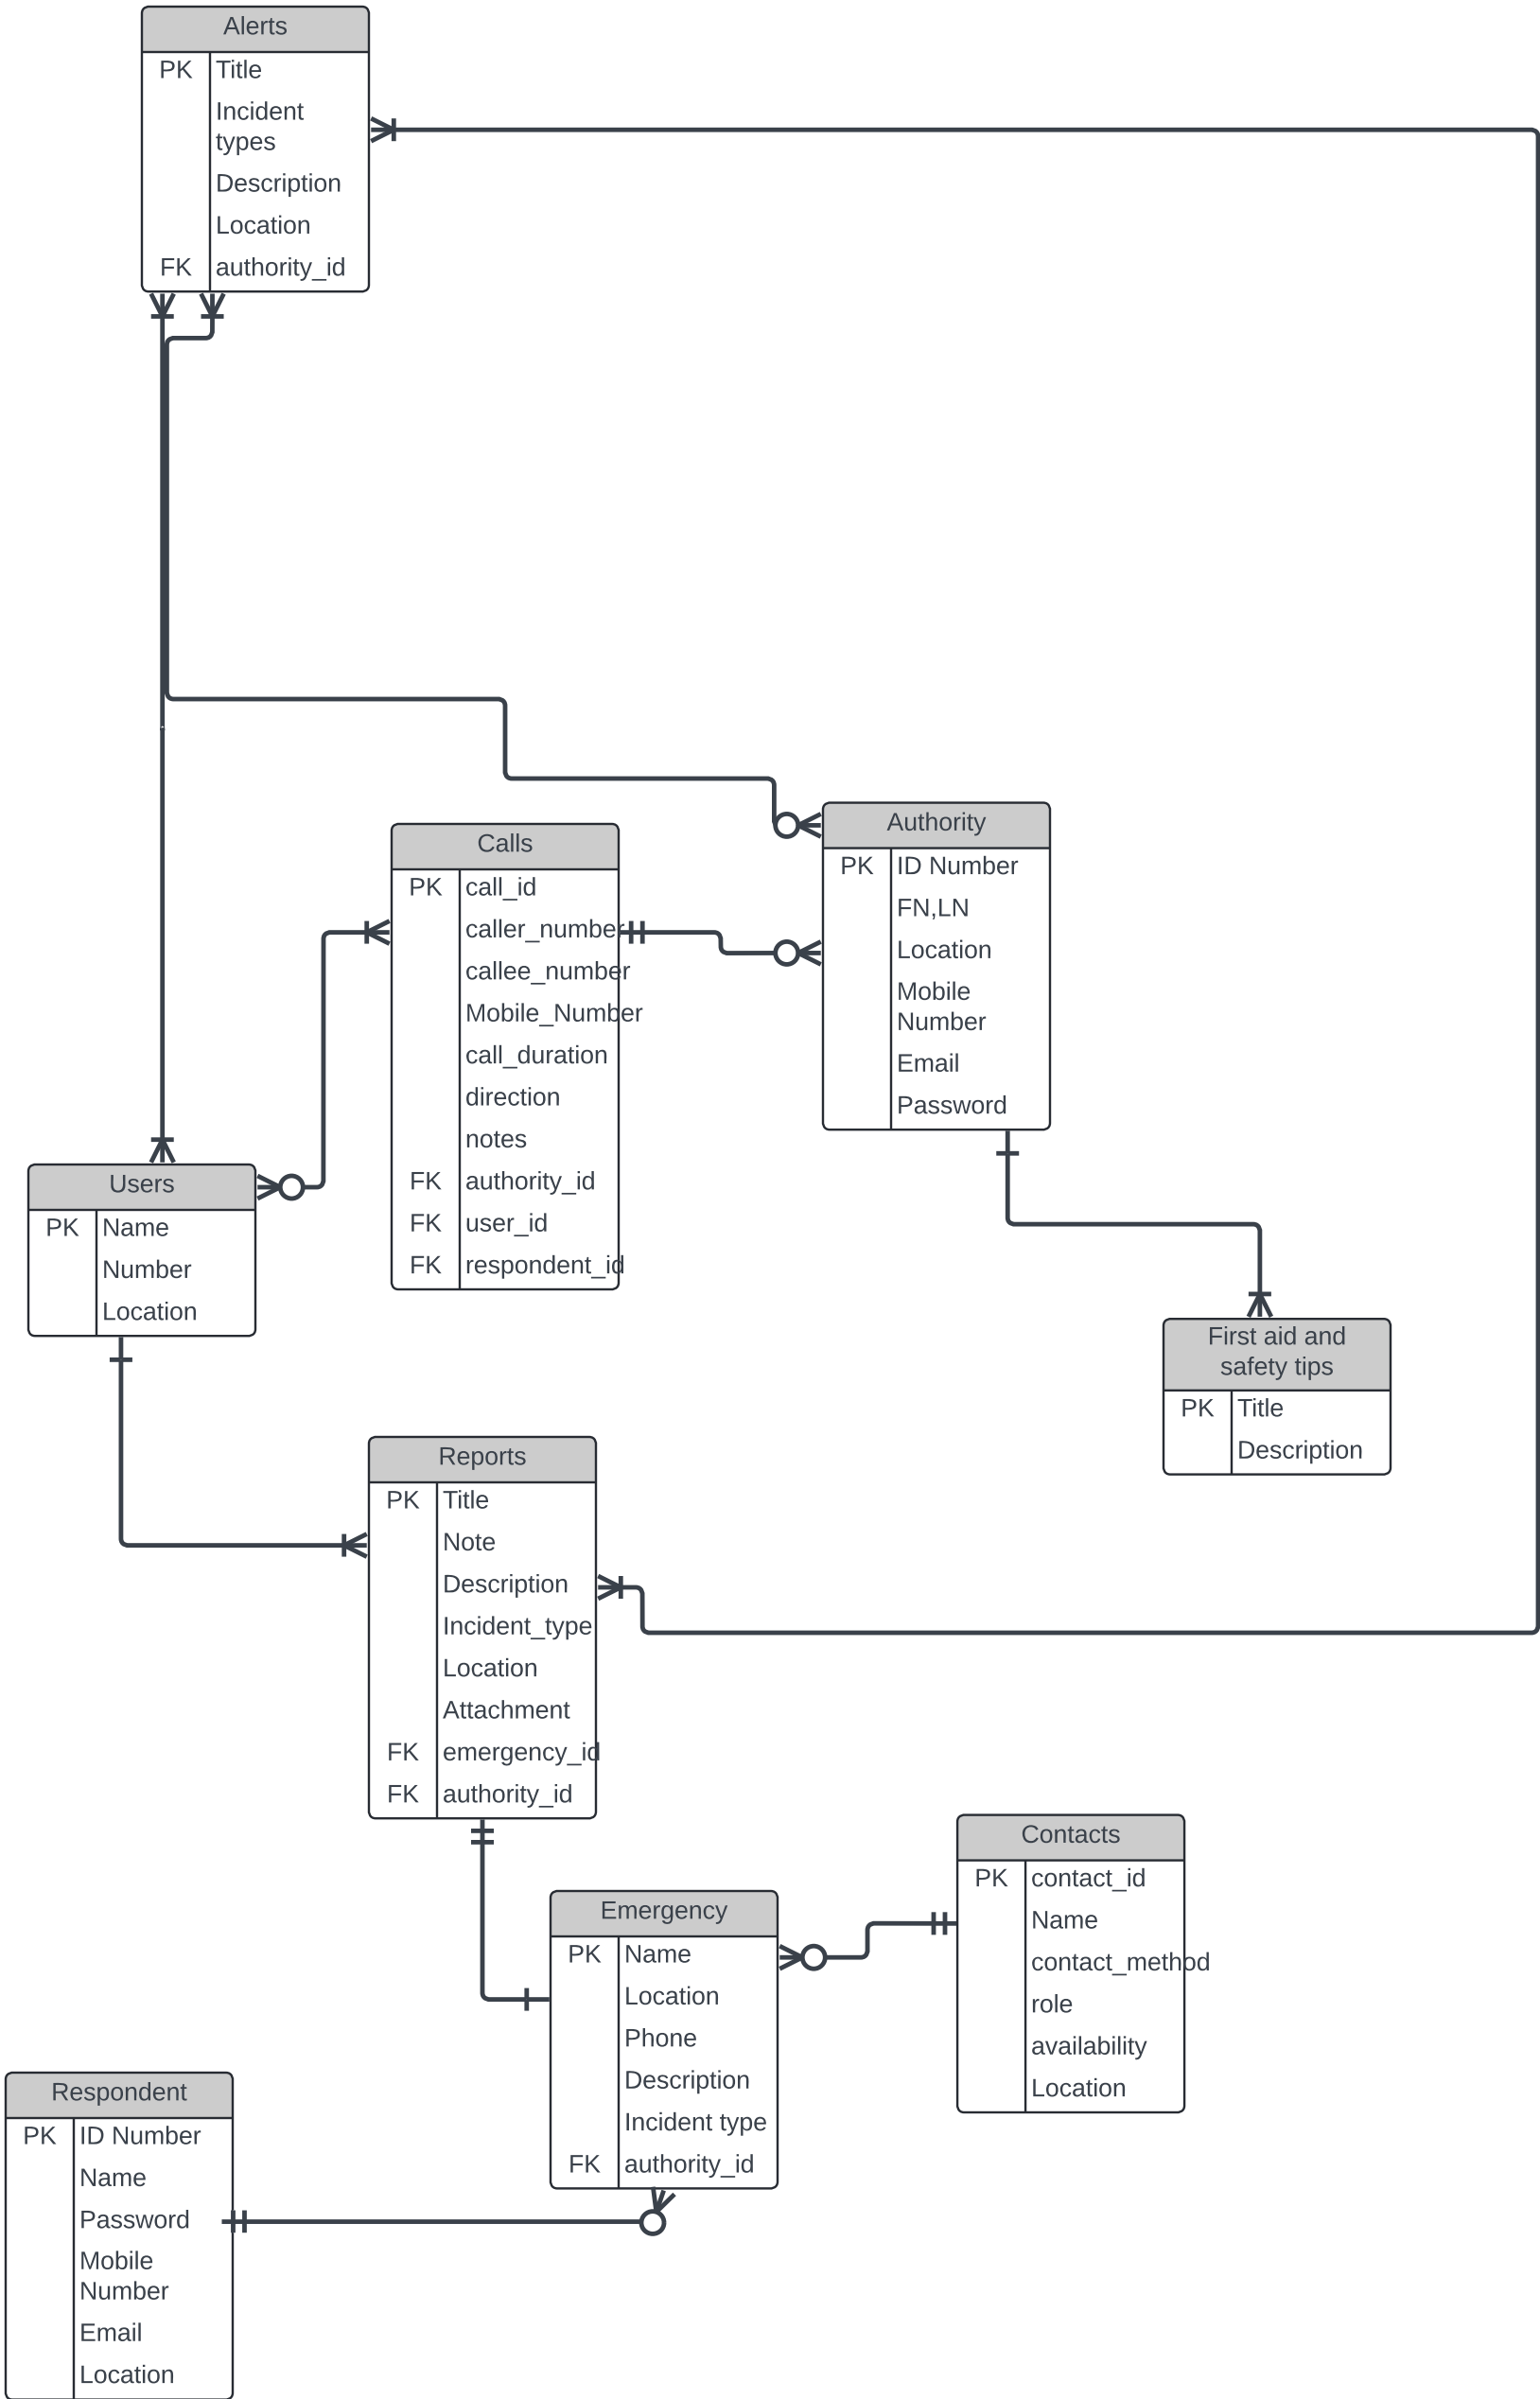 Alerts
PK Title
Incident
types
Description
Location
FK authority_id
Calls
PK call_id
caller_number
callee_number
Mobile_Number
call_duration
direction
notes
FK authority_id
FK user_id
FK respondent_id
Authority
PK ID Number
FN,LN
Location
Mobile
Number
Email
Password
Users
PK Name
Number
Location
First aid and
safety tips
PK Title
Description
Reports
PK Title
Note
Description
Incident_type
Location
Attachment
FK emergency_id
FK authority_id
Contacts
PK contact_id
Name
contact_method
role
availability
Location
Emergency
PK Name
Location
Phone
Description
Incident type
FK authority_id
Respondent
PK ID Number
Name
Password
Mobile
Number
Email
Location